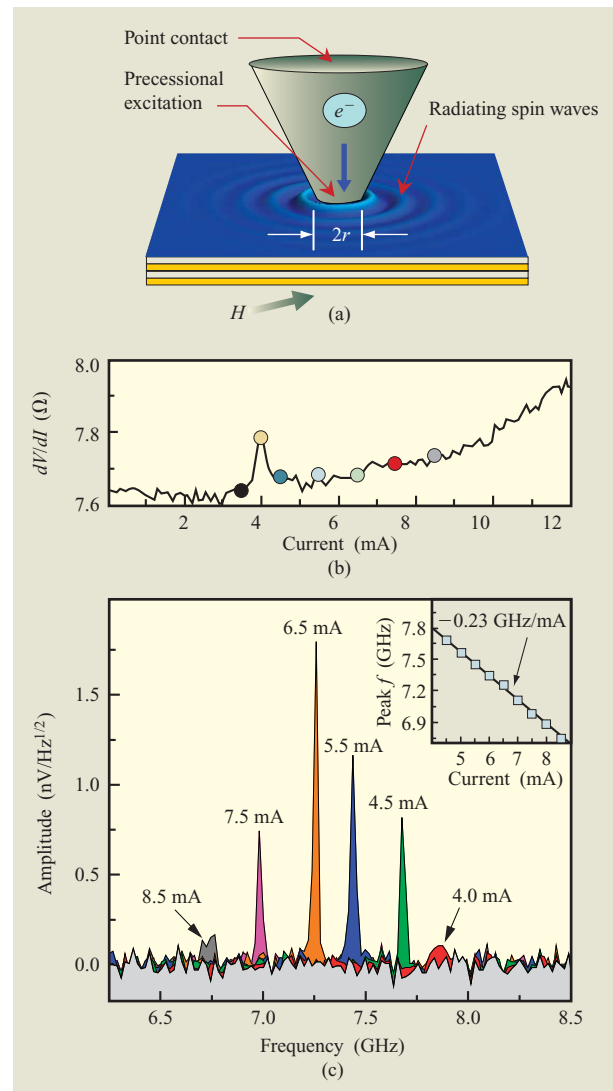 Point contact
Precessional
excitation
e⁻
Radiating spin waves
2r
H
(a)
8.0
7.8
7.6
dV/dI (Ω)
2 4 6 8 10 12
Current (mA)
(b)
6.5 mA
5.5 mA
7.5 mA
4.5 mA
8.5 mA
4.0 mA
1.5
1.0
0.5
0.0
Amplitude (nV/Hz^1/2)
−0.23 GHz/mA
7.8
7.5
7.2
6.9
Peak f (GHz)
5 6 7 8
Current (mA)
6.5 7.0 7.5 8.0 8.5
Frequency (GHz)
(c)